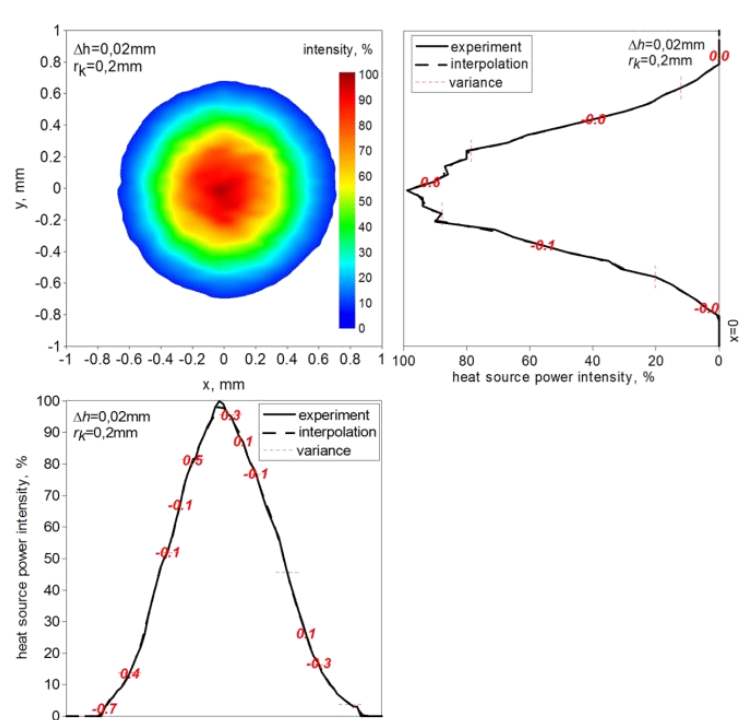 Δh=0,02mm
rk=0,2mm
intensity, %
100
90
80
70
60
50
40
30
20
10
0
1
0.8
0.6
0.4
0.2
0
-0.2
-0.4
-0.6
-0.8
-1
y, mm
-1 -0.8 -0.6 -0.4 -0.2 0 0.2 0.4 0.6 0.8 1
x, mm
experiment
interpolation
variance
Δh=0,02mm
rK=0,2mm
0.0
-0.0
0.6
-0.1
-0.0
x=0
100 80 60 40 20 0
heat source power intensity, %
100
90
80
70
60
50
40
30
20
10
0
heat source power intensity, %
Δh=0,02mm
rK=0,2mm
experiment
interpolation
variance
0.3
0.1
0.5
-0.1
-0.1
-0.1
0.1
-0.3
0.4
-0.7